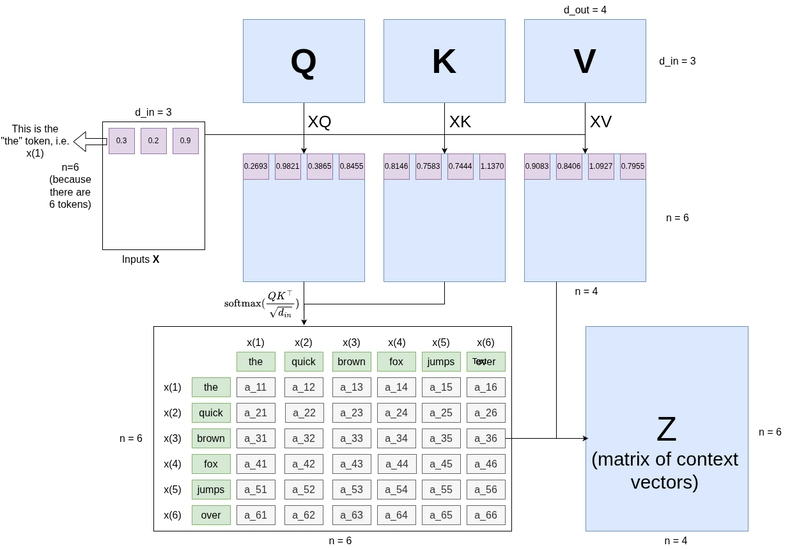 d_out = 4
Q
K
V
d_in = 3
XQ
XK
XV
d_in = 3
This is the
"the" token, i.e.
x(1)
n=6
(because
there are
6 tokens)
0.3 0.2 0.9
Inputs X
0.2693 0.9821 0.3865 0.8455
0.8146 0.7583 0.7444 1.1370
0.9083 0.8406 1.0927 0.7955
n = 6
n = 4
softmax(QK^⊤/√d_in)
x(1) x(2) x(3) x(4) x(5) x(6)
the quick brown fox jumps over
x(1) the a_11 a_12 a_13 a_14 a_15 a_16
x(2) quick a_21 a_22 a_23 a_24 a_25 a_26
x(3) brown a_31 a_32 a_33 a_34 a_35 a_36
x(4) fox a_41 a_42 a_43 a_44 a_45 a_46
x(5) jumps a_51 a_52 a_53 a_54 a_55 a_56
x(6) over a_61 a_62 a_63 a_64 a_65 a_66
n = 6
n = 6
Z
(matrix of context
vectors)
n = 6
n = 4